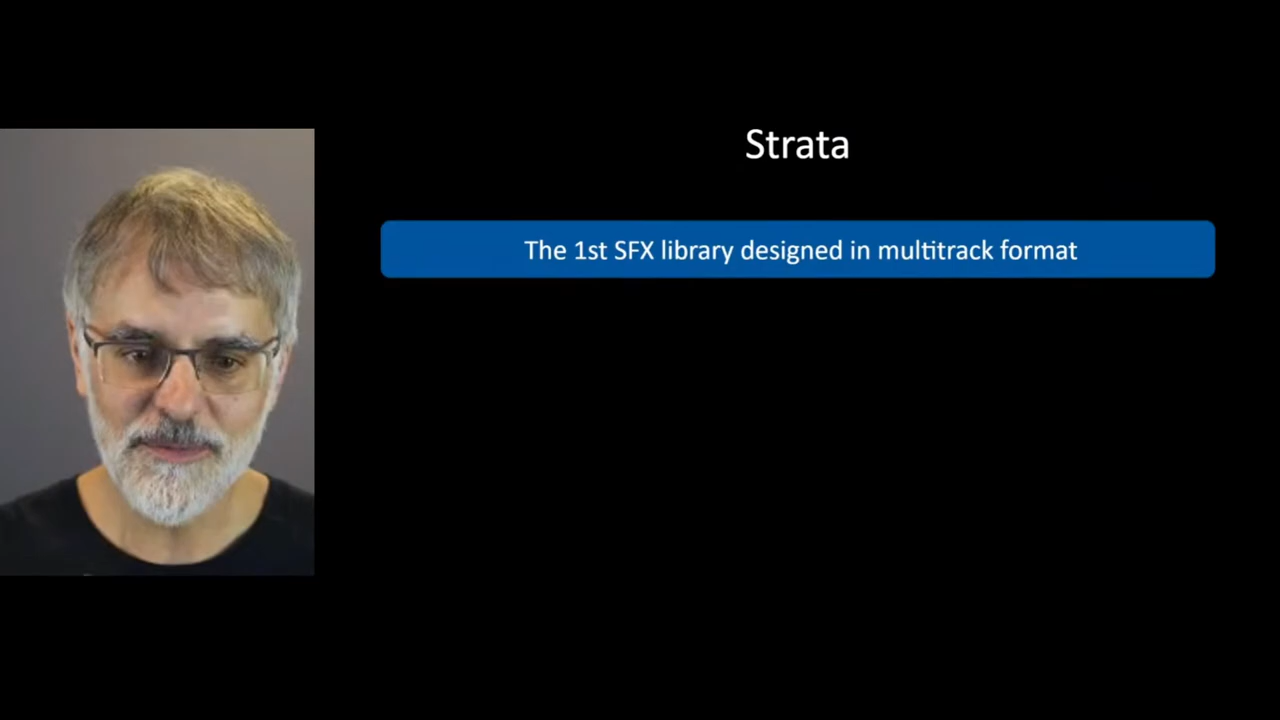 Strata
The 1st SFX library designed in multitrack format